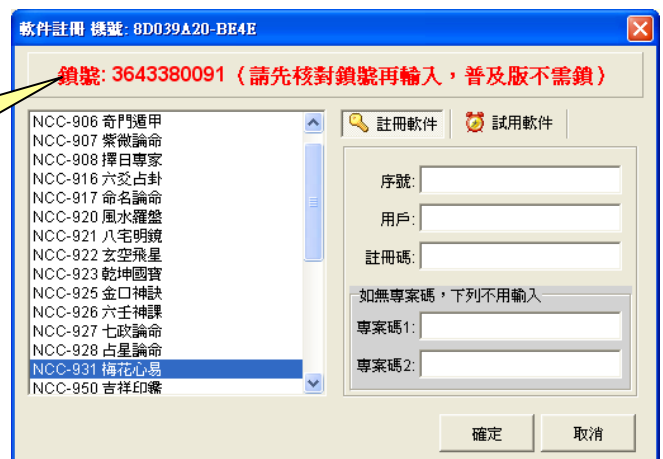 軟件註冊 機號: 8D039A20-BE4E
鎖號: 3643380091（請先核對鎖號再輸入，普及版不需鎖）
NCC-906 奇門遁甲
NCC-907 紫微論命
NCC-908 擇日專家
NCC-916 六爻占卦
NCC-917 命名論命
NCC-920 風水羅盤
NCC-921 八宅明鏡
NCC-922 玄空飛星
NCC-923 乾坤國寶
NCC-925 金口神訣
NCC-926 六壬神課
NCC-927 七政論命
NCC-928 占星論命
NCC-931 梅花心易
NCC-950 吉祥印鑑
註冊軟件
試用軟件
序號:
用戶:
註冊碼:
如無專案碼，下列不用輸入
專案碼1:
專案碼2:
確定
取消